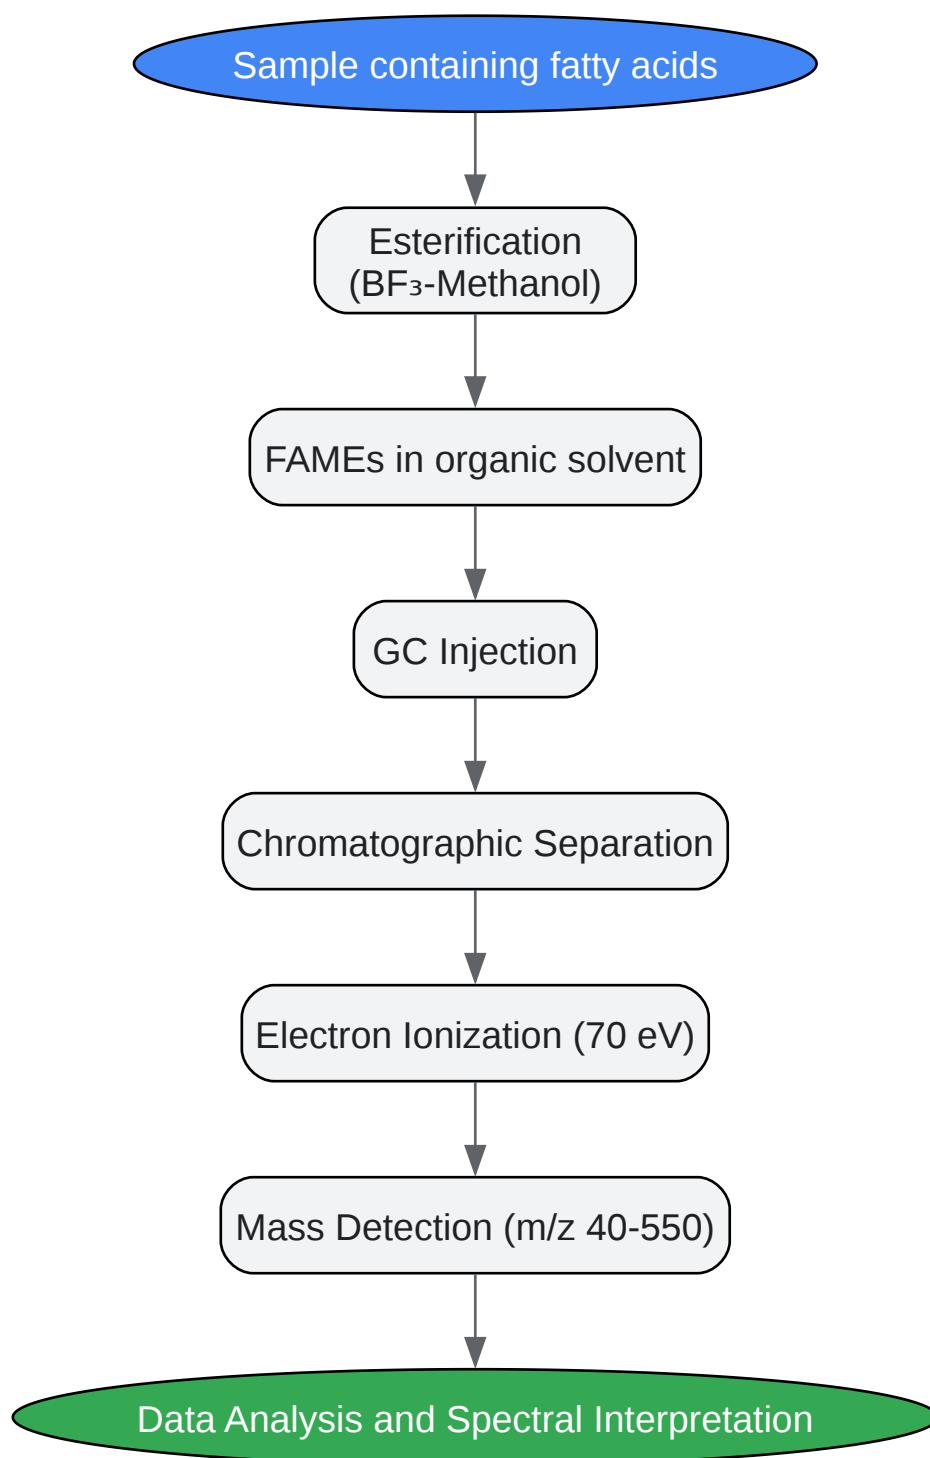 Sample containing fatty acids
Esterification
(BF₃-Methanol)
FAMEs in organic solvent
GC Injection
Chromatographic Separation
Electron Ionization (70 eV)
Mass Detection (m/z 40-550)
Data Analysis and Spectral Interpretation